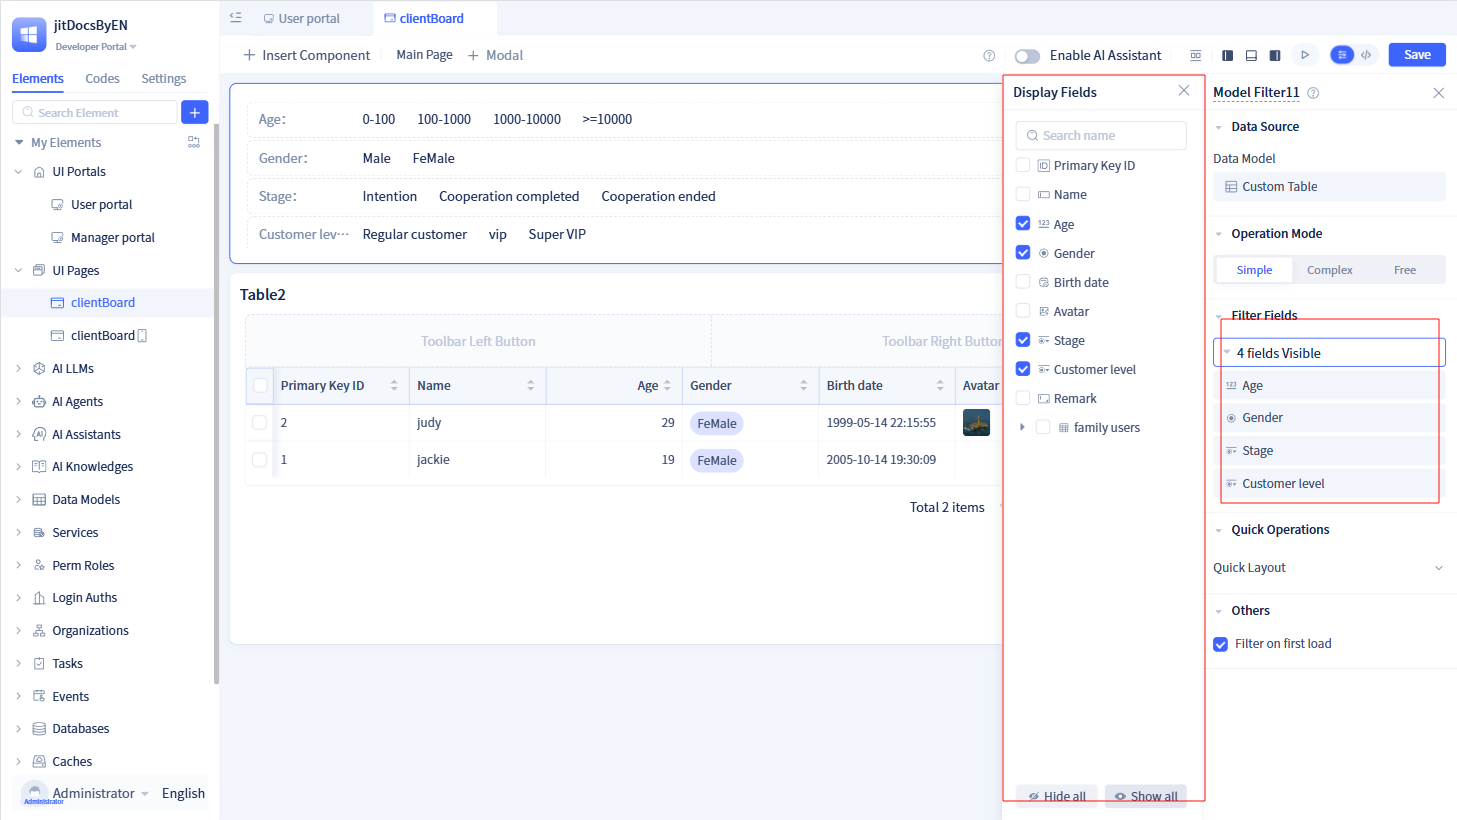 jitDocsByEN
Developer Portal
Elements
Codes
Settings
Search Element
My Elements
UI Portals
User portal
Manager portal
UI Pages
clientBoard
clientBoard
AI LLMs
AI Agents
AI Assistants
AI Knowledges
Data Models
Services
Perm Roles
Login Auths
Organizations
Tasks
Events
Databases
Caches
Administrator
Administrator
English
User portal
clientBoard
Insert Component
Main Page
Modal
Enable AI Assistant
Save
Age: 0-100 100-1000 1000-10000 >=10000
Gender: Male FeMale
Stage: Intention Cooperation completed Cooperation ended
Customer lev··· Regular customer vip Super VIP
Table2
Toolbar Left Button
Toolbar Right Button
Primary Key ID Name Age Gender Birth date Avatar
2 judy 29 FeMale 1999-05-14 22:15:55
1 jackie 19 FeMale 2005-10-14 19:30:09
Total 2 items
Display Fields
Search name
Primary Key ID
Name
Age
Gender
Birth date
Avatar
Stage
Customer level
Remark
family users
Hide all
Show all
Model Filter11
Data Source
Data Model
Custom Table
Operation Mode
Simple
Complex
Free
Filter Fields
4 fields Visible
Age
Gender
Stage
Customer level
Quick Operations
Quick Layout
Others
Filter on first load